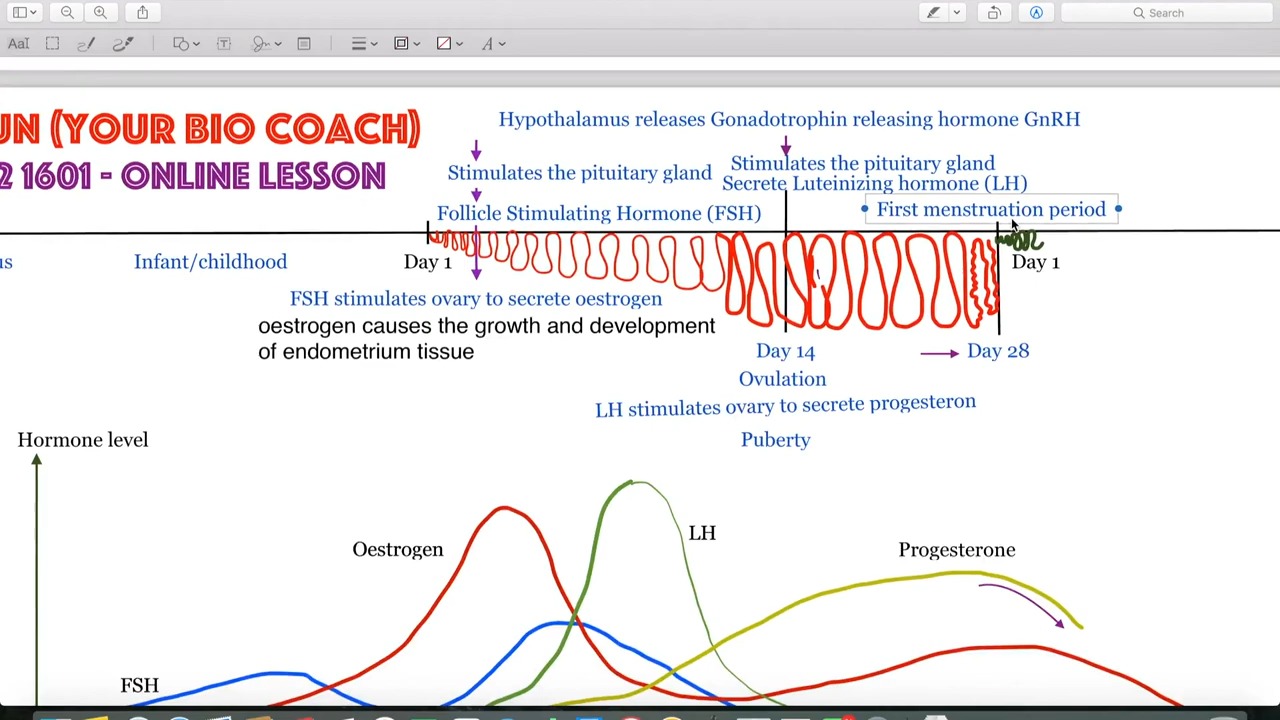 Search
UN (YOUR BIO COACH)
2 1601 - ONLINE LESSON
Hypothalamus releases Gonadotrophin releasing hormone GnRH
Stimulates the pituitary gland
Stimulates the pituitary gland
Secrete Luteinizing hormone (LH)
Follicle Stimulating Hormone (FSH)
First menstruation period
us
Infant/childhood
Day 1
Day 1
FSH stimulates ovary to secrete oestrogen
oestrogen causes the growth and development
of endometrium tissue
Day 14
Day 28
Ovulation
LH stimulates ovary to secrete progesteron
Puberty
Hormone level
Oestrogen
LH
Progesterone
FSH